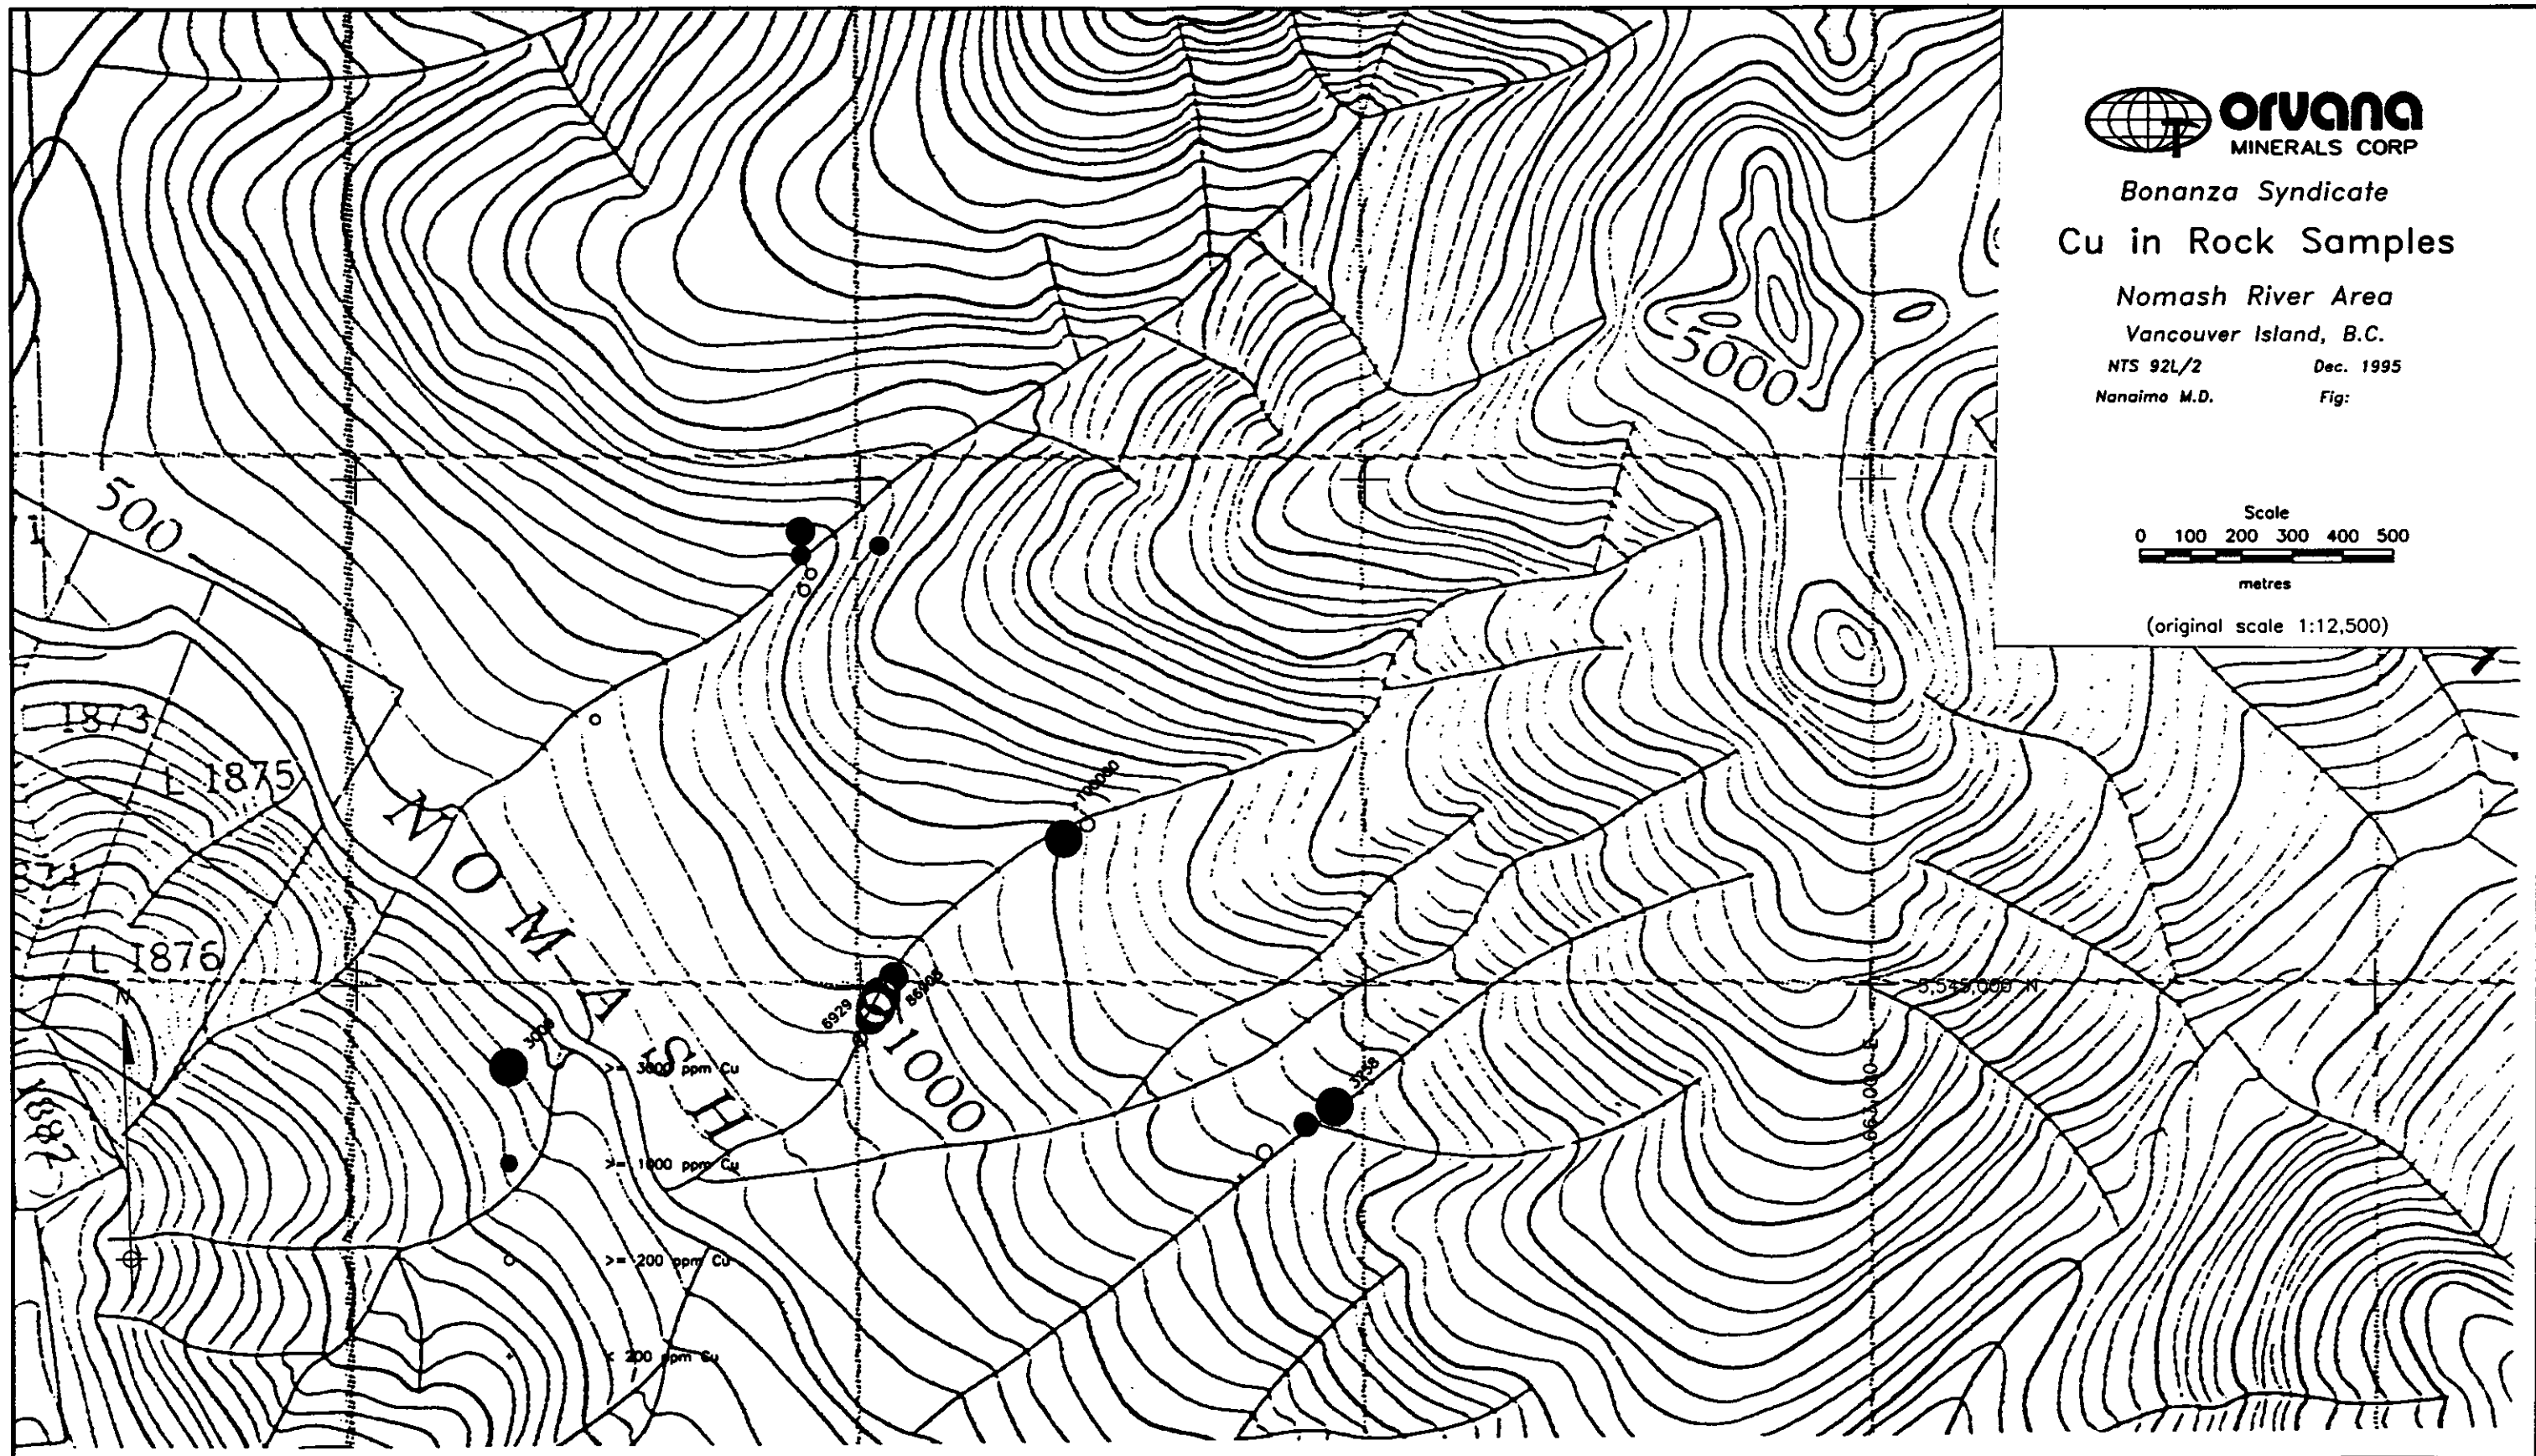 orvana
MINERALS CORP
Bonanza Syndicate
Cu in Rock Samples
Nomash River Area
Vancouver Island, B.C.
NTS 92L/2 Dec. 1995
Nanaimo M.D. Fig:
Scale
0 100 200 300 400 500
metres
(original scale 1:12,500)
5000
500
1873
L 1875
L 1876
N
NOMASH
1000
100000
6929
3000
>= 3000 ppm Cu
>= 1000 ppm Cu
>= 200 ppm Cu
< 200 ppm Cu
5,545,000 N